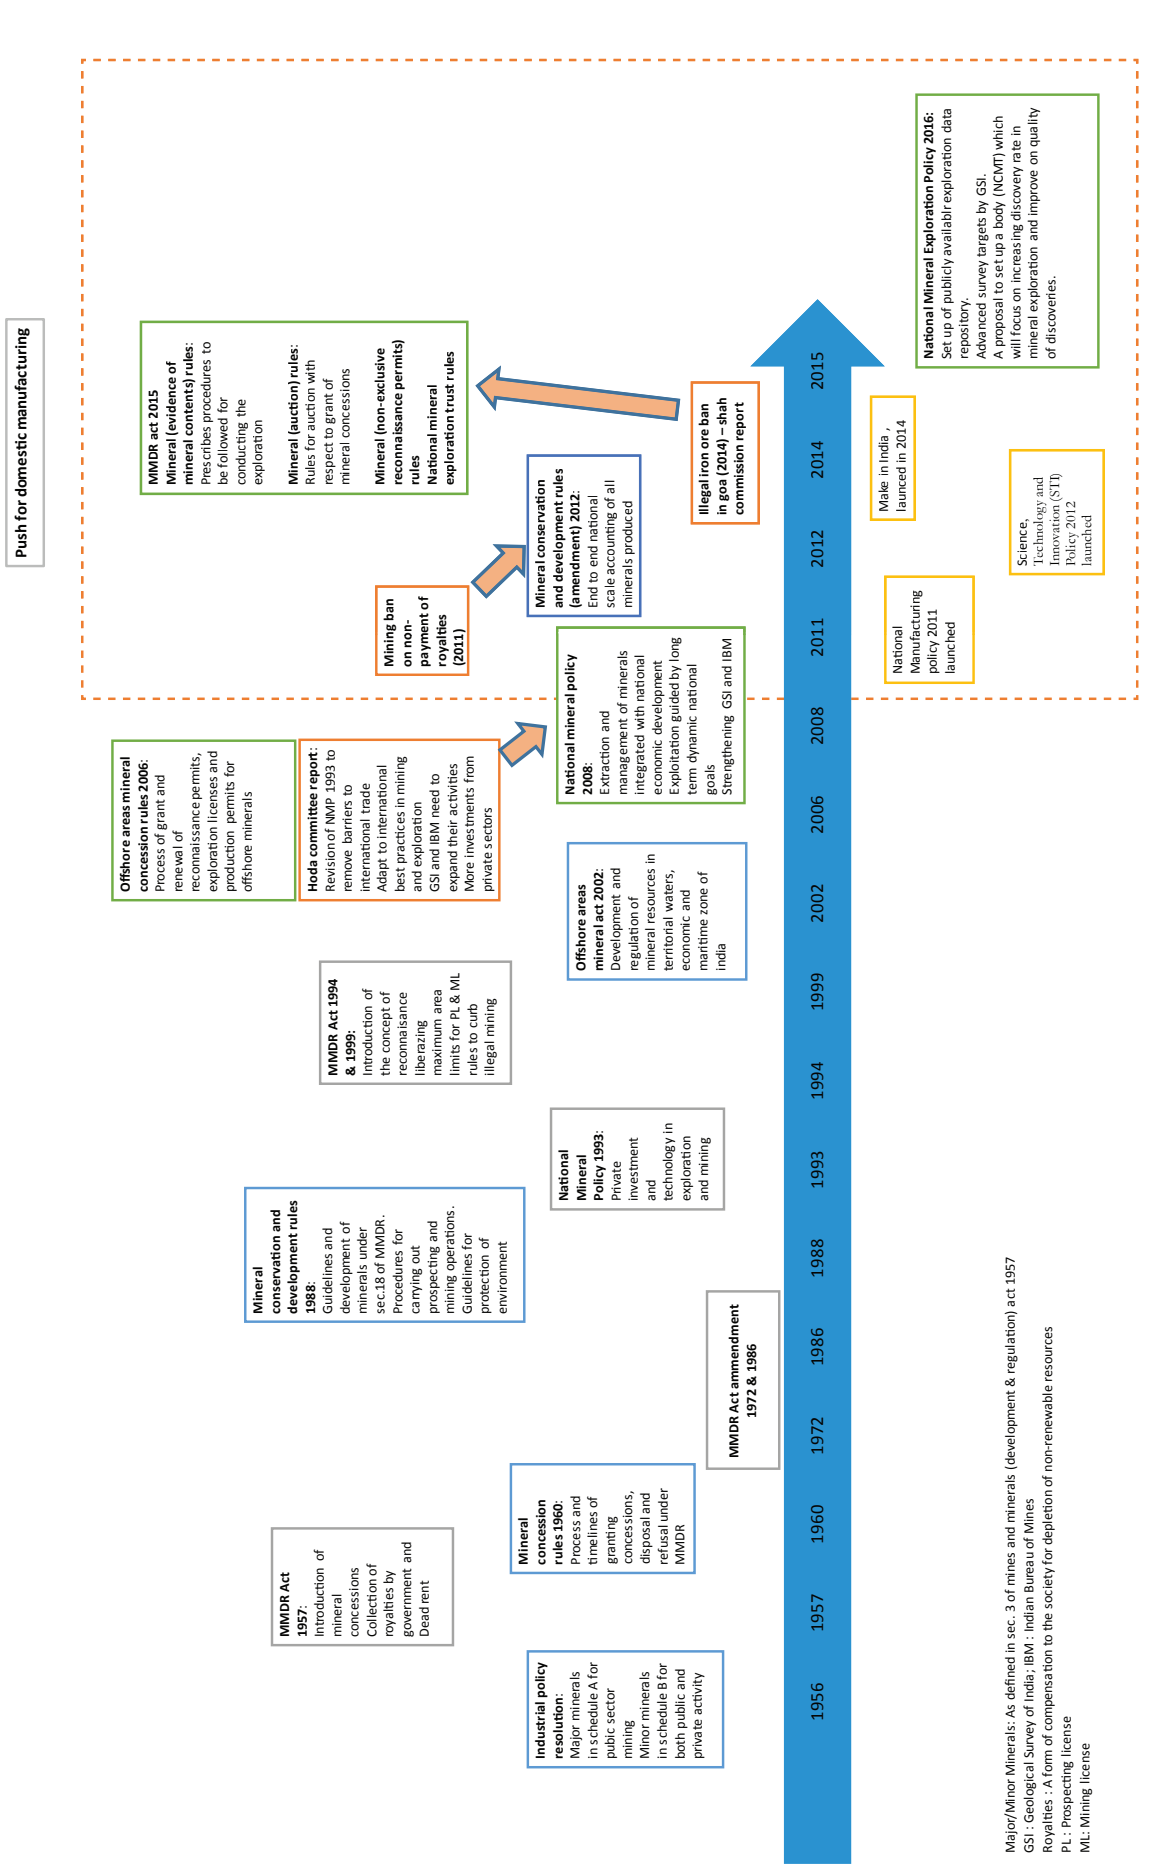 Push for domestic manufacturing
Industrial policy
resolution:
Major minerals
in schedule A for
pubic sector
mining
Minor minerals
in schedule B for
both public and
private activity
MMDR Act
1957:
Introduction of
mineral
concessions
Collection of
royalties by
government and
Dead rent
Mineral
concession
rules 1960:
Process and
timelines of
granting
concessions,
disposal and
refusal under
MMDR
MMDR Act ammendment
1972 & 1986
Mineral
conservation and
development rules
1988:
Guidelines and
development of
minerals under
sec.18 of MMDR.
Procedures for
carrying out
prospecting and
mining operations.
Guidelines for
protection of
environment
National
Mineral
Policy 1993:
Private
investment
and
technology in
exploration
and mining
MMDR Act 1994
& 1999:
Introduction of
the concept of
reconnaisance
liberazing
maximum area
limits for PL & ML
rules to curb
illegal mining
Offshore areas
mineral act 2002:
Development and
regulation of
mineral resources in
territorial waters,
economic and
maritime zone of
india
Offshore areas mineral
concession rules 2006:
Process of grant and
renewal of
reconnaissance permits,
exploration licenses and
production permits for
offshore minerals
Hoda committee report:
Revision of NMP 1993 to
remove barriers to
international trade
Adapt to international
best practices in mining
and exploration
GSI and IBM need to
expand their activities
More investments from
private sectors
National mineral policy
2008:
Extraction and
management of minerals
integrated with national
economic development
Exploitation guided by long
term dynamic national
goals
Strengthening GSI and IBM
Mining ban
on non-
payment of
royalties
(2011)
Mineral conservation
and development rules
(amendment) 2012:
End to end national
scale accounting of all
minerals produced
Illegal iron ore ban
in goa (2014) – shah
commission report
MMDR act 2015
Mineral (evidence of
mineral contents) rules:
Prescribes procedures to
be followed for
conducting the
exploration
Mineral (auction) rules:
Rules for auction with
respect to grant of
mineral concessions
Mineral (non-exclusive
reconnaissance permits)
rules
National mineral
exploration trust rules
1956
1957
1960
1972
1986
1988
1993
1994
1999
2002
2006
2008
2011
2012
2014
2015
National
Manufacturing
policy 2011
launched
Make in India ,
launced in 2014
Science,
Technology and
Innovation (STI)
Policy 2012
launched
National Mineral Exploration Policy 2016:
Set up of publicly availablr exploration data
repository.
Advanced survey targets by GSI.
A proposal to set up a body (NCMT) which
will focus on increasing discovery rate in
mineral exploration and improve on quality
of discoveries.
Major/Minor Minerals: As defined in sec. 3 of mines and minerals (development & regulation) act 1957
GSI : Geological Survey of India; IBM : Indian Bureau of Mines
Royalties : A form of compensation to the society for depletion of non-renewable resources
PL : Prospecting license
ML: Mining license